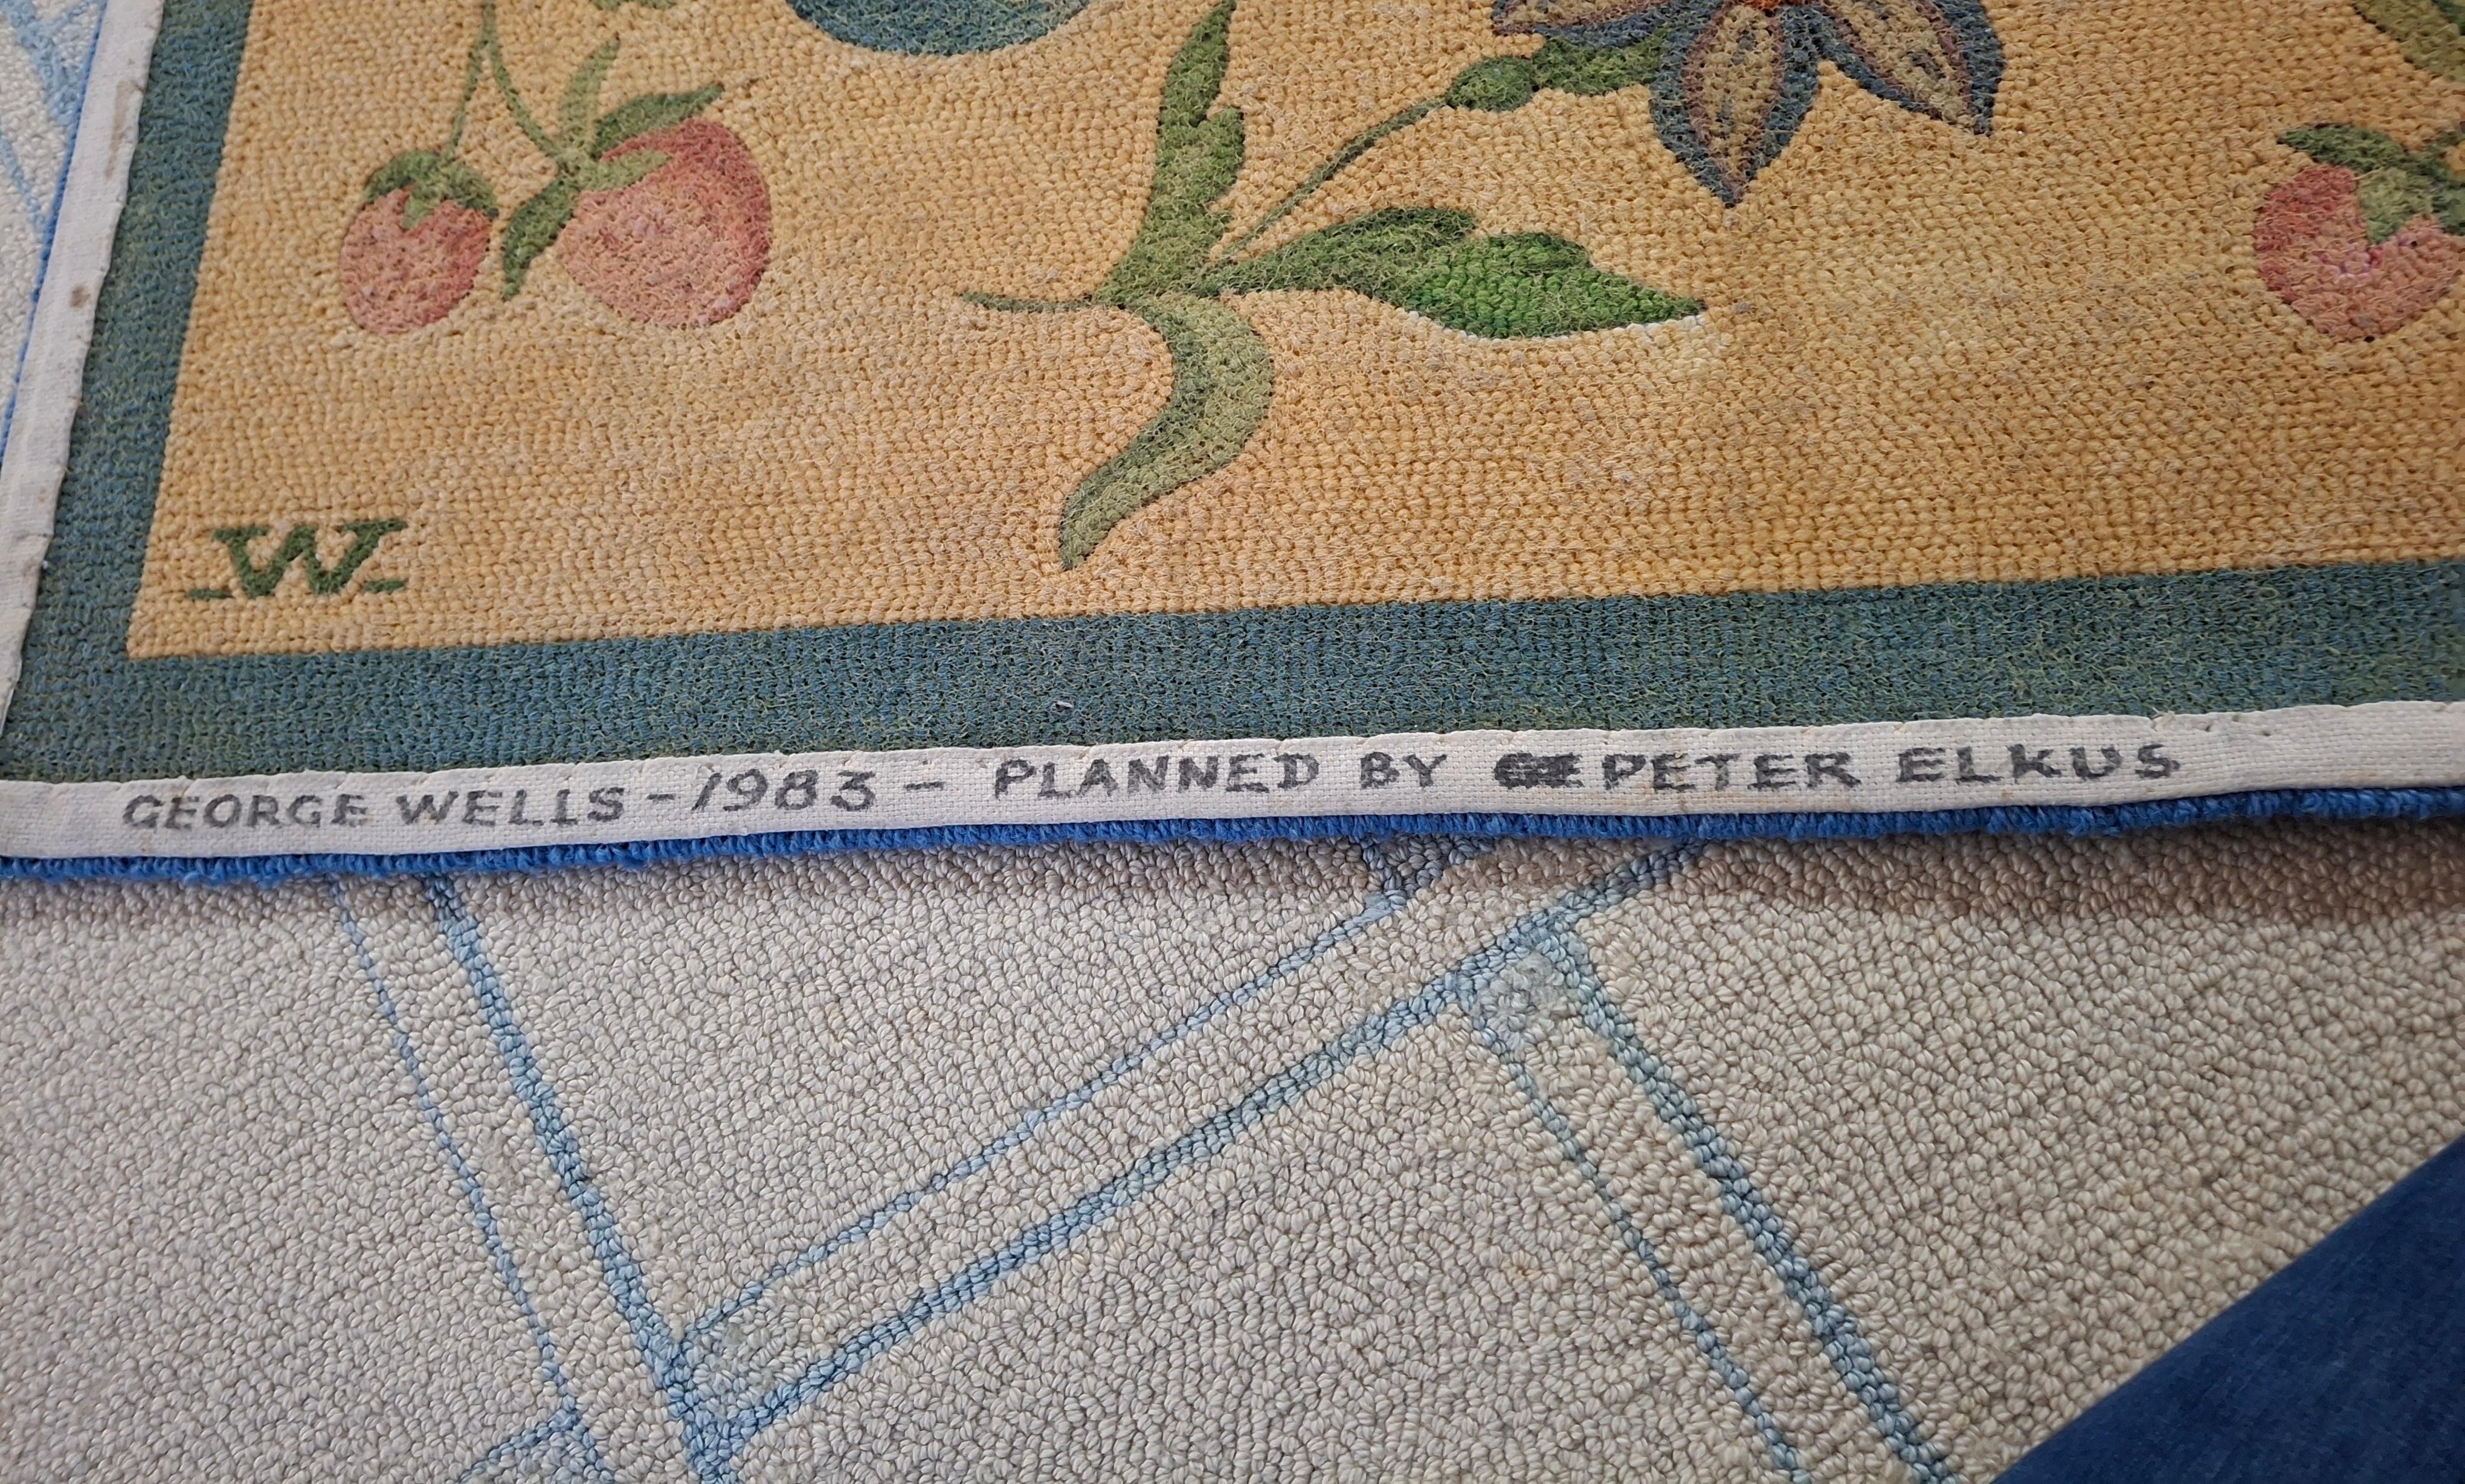 -W-
GEORGE WELLS - 1983 - PLANNED BY PETER ELKUS